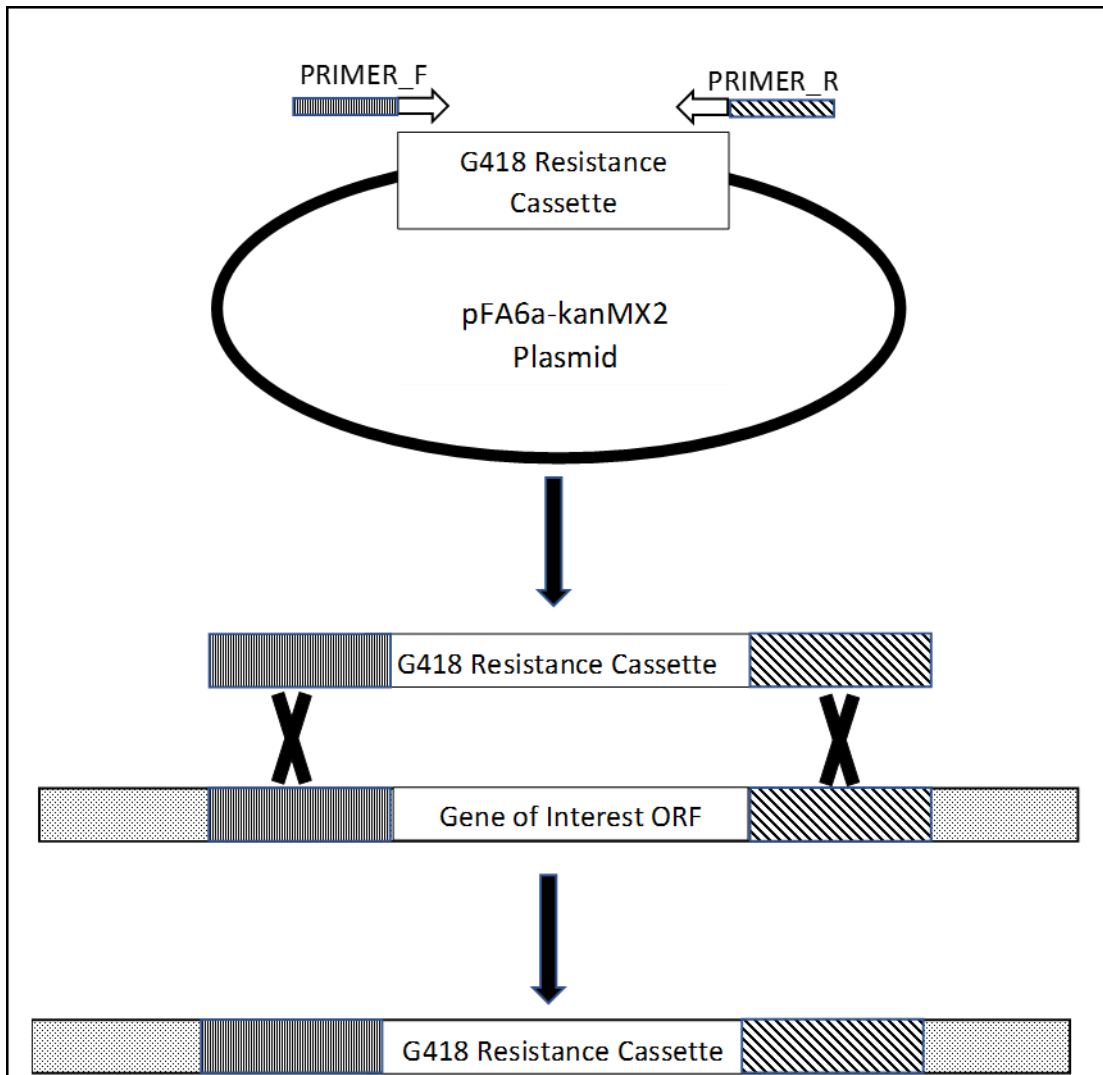 PRIMER_F
PRIMER_R
G418 Resistance
Cassette
pFA6a-kanMX2
Plasmid
G418 Resistance Cassette
Gene of Interest ORF
G418 Resistance Cassette